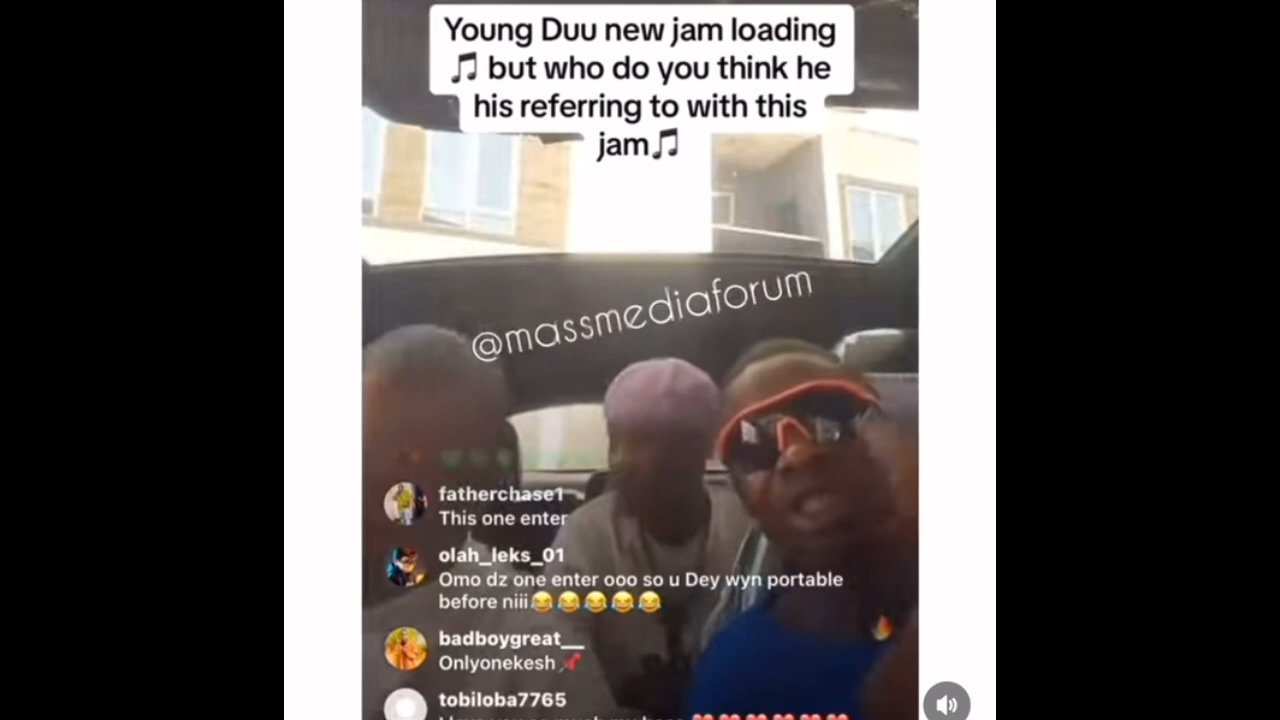 Young Duu new jam loading
🎵 but who do you think he
his referring to with this
jam🎵
@massmediaforum
fatherchase1
This one enter
olah_leks_01
Omo dz one enter ooo so u Dey wyn portable
before niii😂😂😂😂😂
badboygreat__
Onlyonekesh📌
tobiloba7765